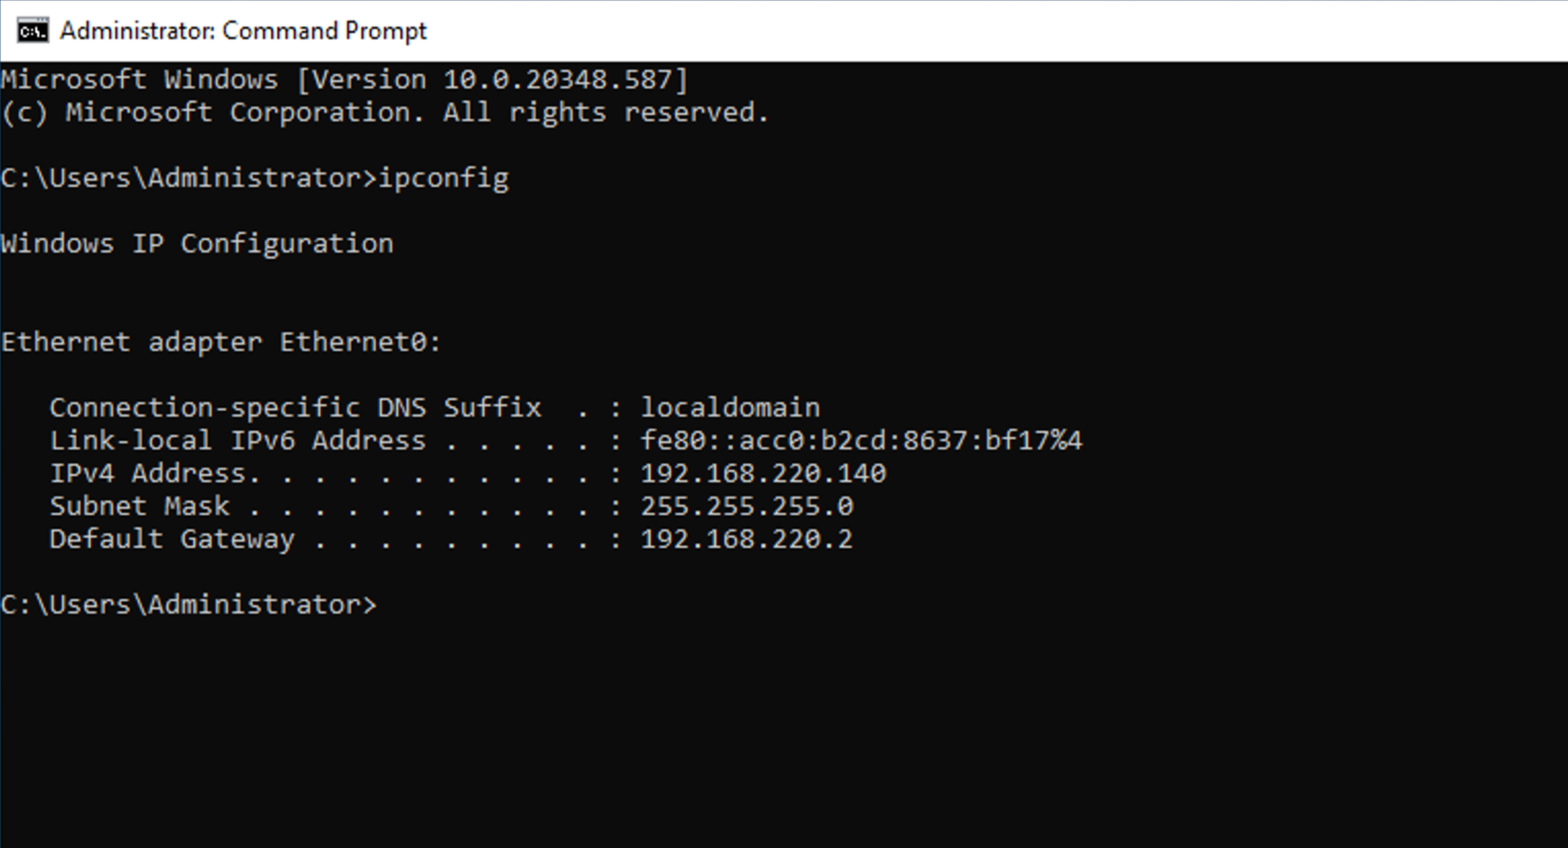 Administrator: Command Prompt
Microsoft Windows [Version 10.0.20348.587]
(c) Microsoft Corporation. All rights reserved.
C:\Users\Administrator>ipconfig
Windows IP Configuration
Ethernet adapter Ethernet0:
Connection-specific DNS Suffix  . : localdomain
Link-local IPv6 Address . . . . . : fe80::acc0:b2cd:8637:bf17%4
IPv4 Address. . . . . . . . . . . : 192.168.220.140
Subnet Mask . . . . . . . . . . . : 255.255.255.0
Default Gateway . . . . . . . . . : 192.168.220.2
C:\Users\Administrator>